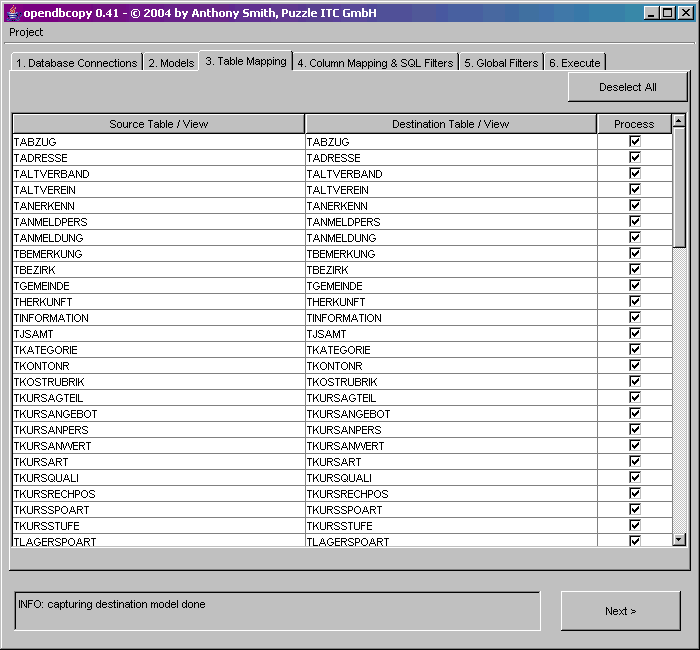 opendbcopy 0.41 - © 2004 by Anthony Smith, Puzzle ITC GmbH
Project
1. Database Connections 2. Models 3. Table Mapping 4. Column Mapping & SQL Filters 5. Global Filters 6. Execute
Deselect All
Source Table / View Destination Table / View Process
TABZUG TABZUG
TADRESSE TADRESSE
TALTVERBAND TALTVERBAND
TALTVEREIN TALTVEREIN
TANERKENN TANERKENN
TANMELDPERS TANMELDPERS
TANMELDUNG TANMELDUNG
TBEMERKUNG TBEMERKUNG
TBEZIRK TBEZIRK
TGEMEINDE TGEMEINDE
THERKUNFT THERKUNFT
TINFORMATION TINFORMATION
TJSAMT TJSAMT
TKATEGORIE TKATEGORIE
TKONTONR TKONTONR
TKOSTRUBRIK TKOSTRUBRIK
TKURSAGTEIL TKURSAGTEIL
TKURSANGEBOT TKURSANGEBOT
TKURSANPERS TKURSANPERS
TKURSANWERT TKURSANWERT
TKURSART TKURSART
TKURSQUALI TKURSQUALI
TKURSRECHPOS TKURSRECHPOS
TKURSSPOART TKURSSPOART
TKURSSTUFE TKURSSTUFE
TLAGERSPOART TLAGERSPOART
INFO: capturing destination model done
Next >